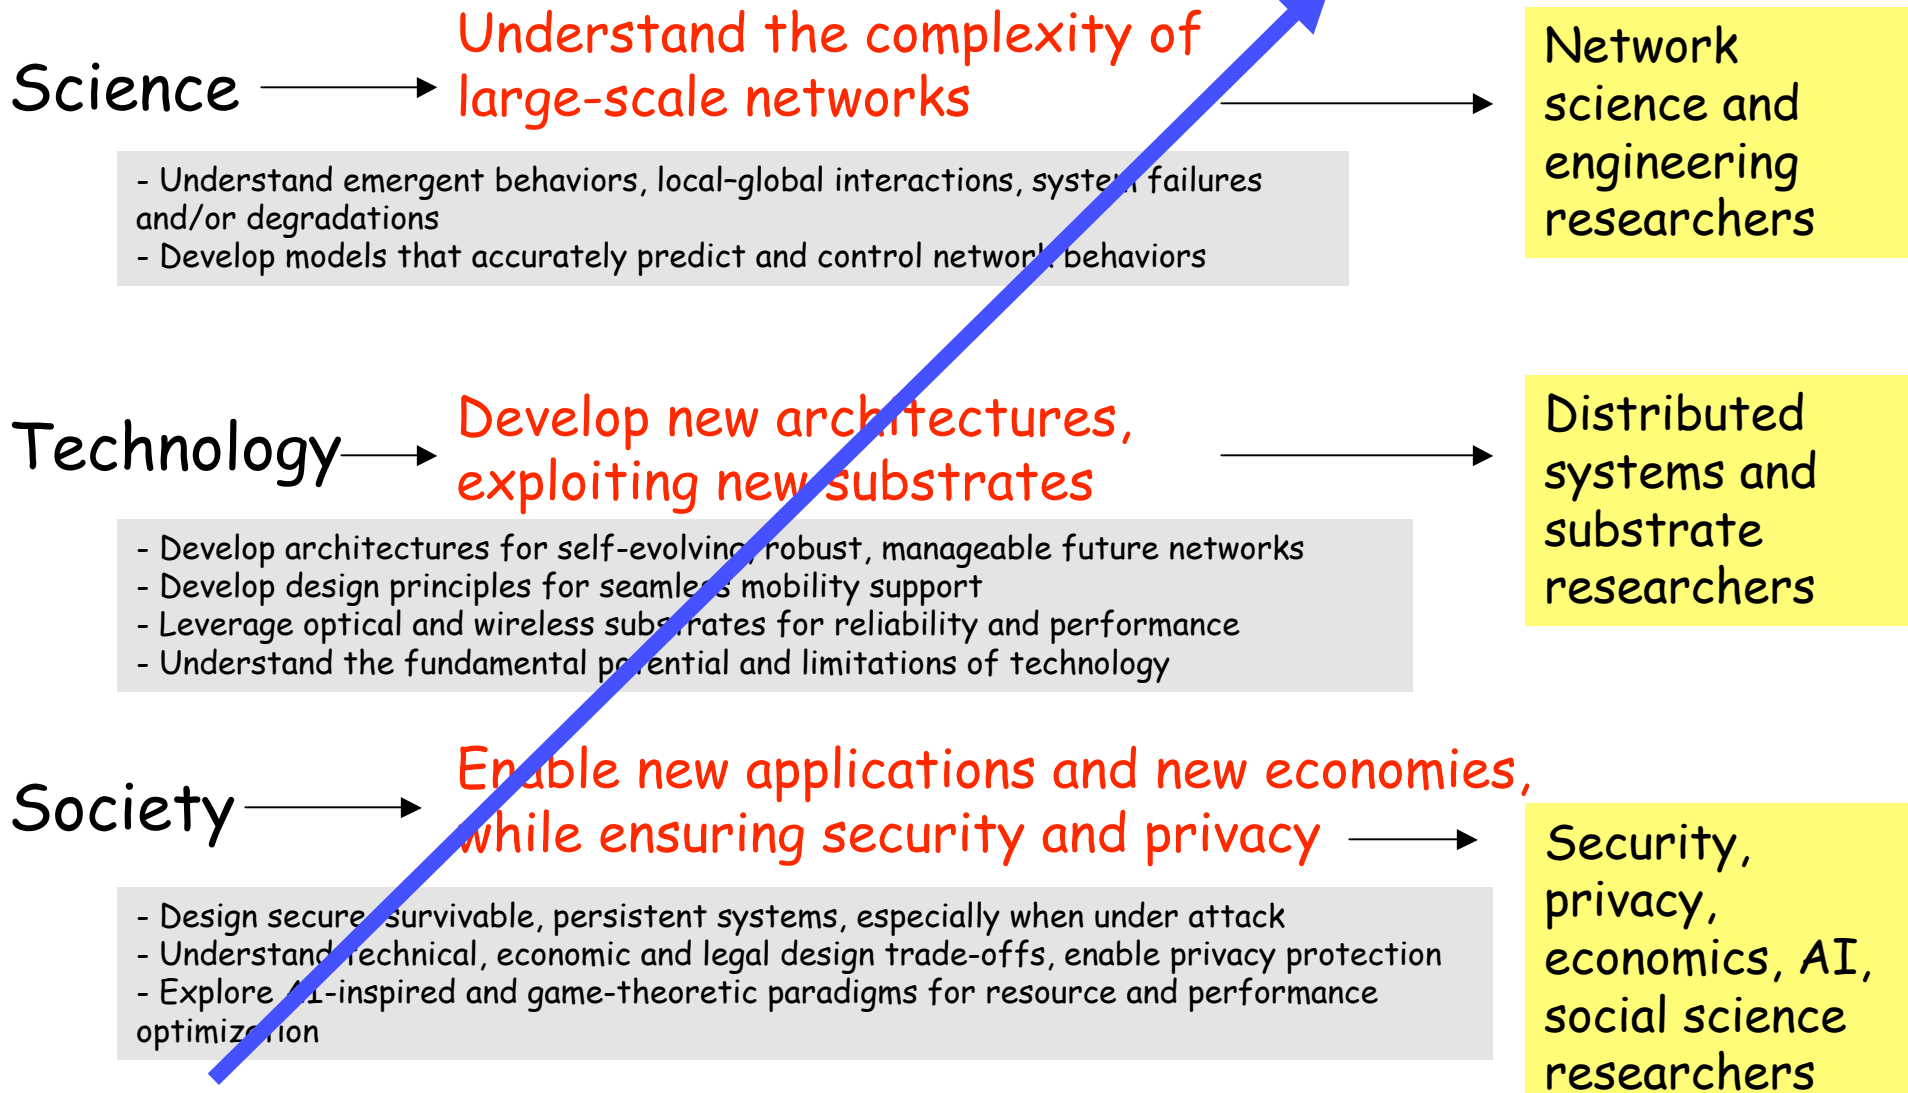 Science
Understand the complexity of
large-scale networks
Network
science and
engineering
researchers
- Understand emergent behaviors, local-global interactions, system failures
and/or degradations
- Develop models that accurately predict and control network behaviors
Technology
Develop new architectures,
exploiting new substrates
Distributed
systems and
substrate
researchers
- Develop architectures for self-evolving, robust, manageable future networks
- Develop design principles for seamless mobility support
- Leverage optical and wireless substrates for reliability and performance
- Understand the fundamental potential and limitations of technology
Society
Enable new applications and new economies,
while ensuring security and privacy
Security,
privacy,
economics, AI,
social science
researchers
- Design secure, survivable, persistent systems, especially when under attack
- Understand technical, economic and legal design trade-offs, enable privacy protection
- Explore AI-inspired and game-theoretic paradigms for resource and performance
optimization